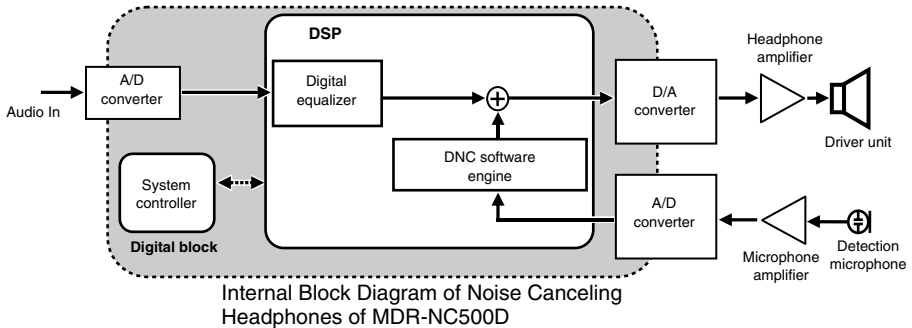 DSP
Headphone
amplifier
A/D
converter
Digital
equalizer
D/A
converter
Audio In
Driver unit
DNC software
engine
System
controller
A/D
converter
Digital block
Microphone
amplifier
Detection
microphone
Internal Block Diagram of Noise Canceling
Headphones of MDR-NC500D